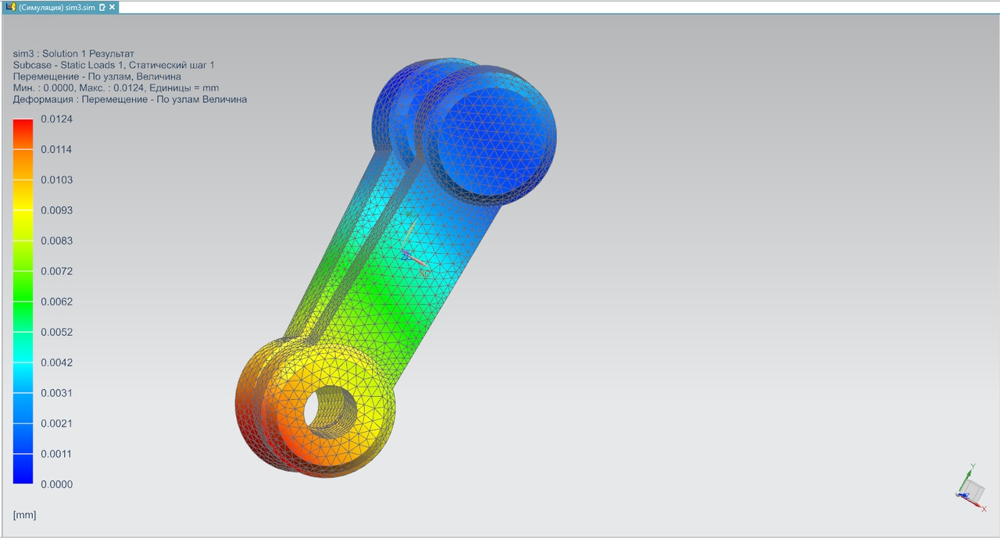 (Симуляция) sim3.sim
sim3 : Solution 1 Результат
Subcase - Static Loads 1, Статический шаг 1
Перемещение - По узлам, Величина
Мин. : 0.0000, Макс. : 0.0124, Единицы = mm
Деформация : Перемещение - По узлам Величина
0.0124
0.0114
0.0103
0.0093
0.0083
0.0072
0.0062
0.0052
0.0042
0.0031
0.0021
0.0011
0.0000
[mm]
Y
X